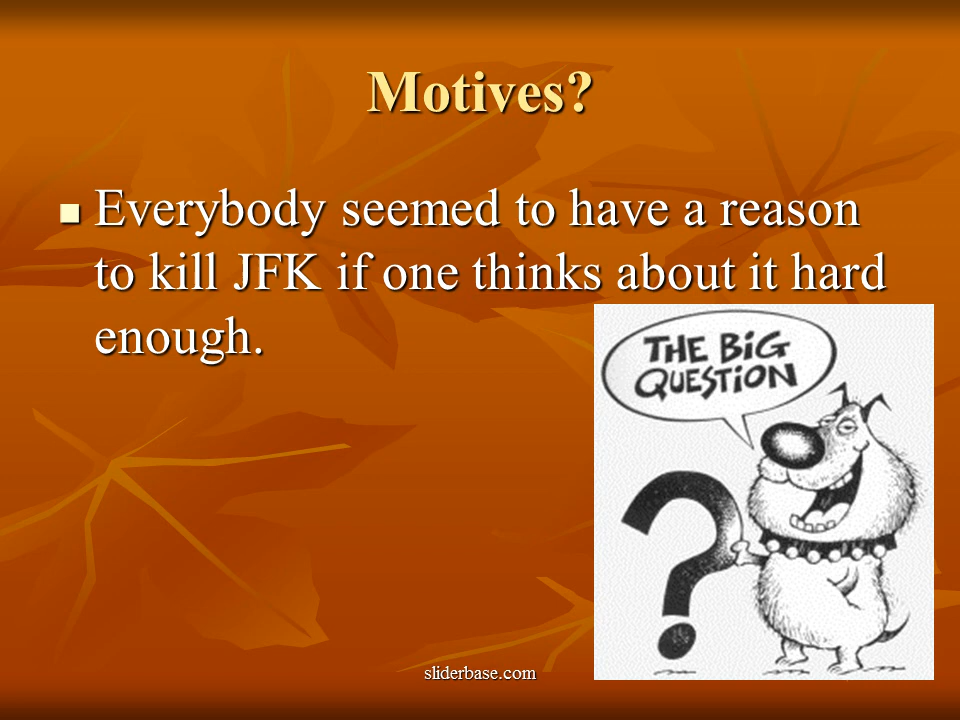 Motives?
Everybody seemed to have a reason
to kill JFK if one thinks about it hard
enough.
THE BiG
QUESTiON
sliderbase.com